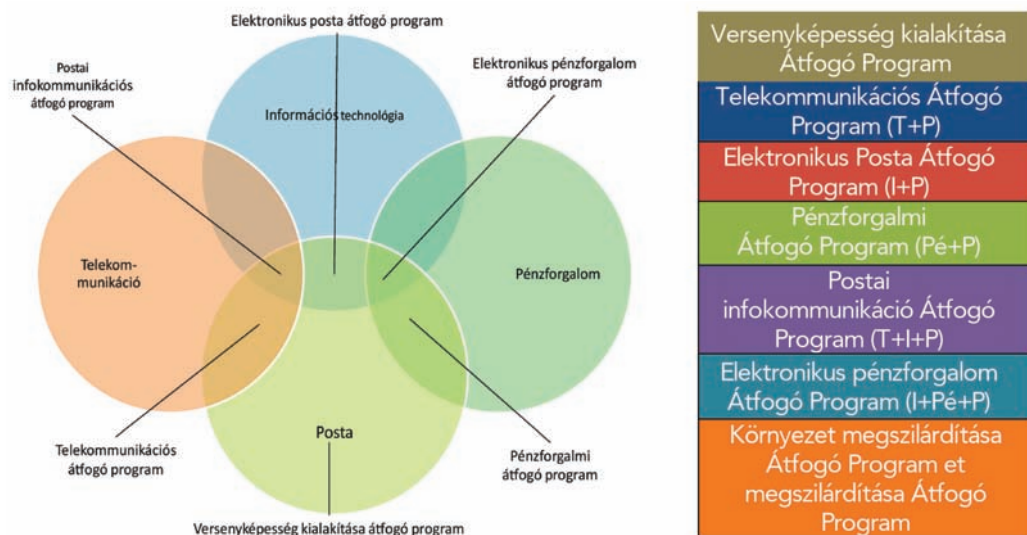 Elektronikus posta átfogó program
Postai
infokommunikációs
átfogó program
Elektronikus pénzforgalom
átfogó program
Információs technológia
Telekom-
munikáció
Pénzforgalom
Posta
Telekommunikációs
átfogó program
Pénzforgalmi
átfogó program
Versenyképesség kialakítása átfogó program
Versenyképesség kialakítása
Átfogó Program
Telekommunikációs Átfogó
Program (T+P)
Elektronikus Posta Átfogó
Program (I+P)
Pénzforgalmi
Átfogó Program (Pé+P)
Postai
infokommunikáció Átfogó
Program (T+I+P)
Elektronikus pénzforgalom
Átfogó Program (I+Pé+P)
Környezet megszilárdítása
Átfogó Program et
megszilárdítása Átfogó
Program